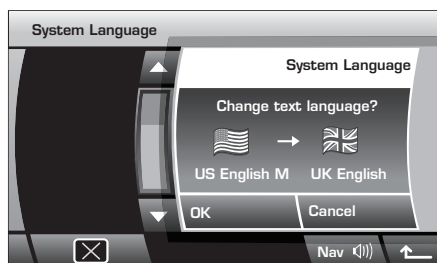 System Language
System Language
Change text language?
US English M UK English
OK Cancel
Nav